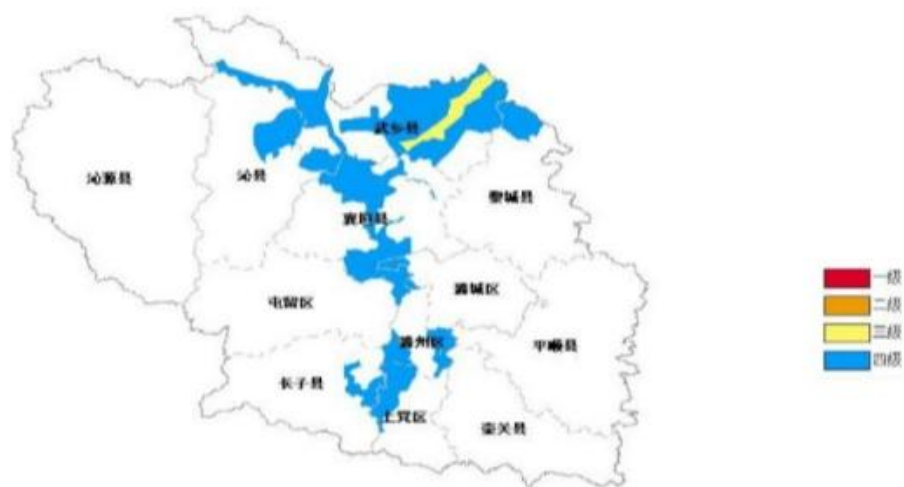 武乡县
沁源县
沁县
黎城县
襄垣县
屯留区
潞城区
潞州区
平顺县
长子县
上党区
壶关县
一级
二级
三级
四级